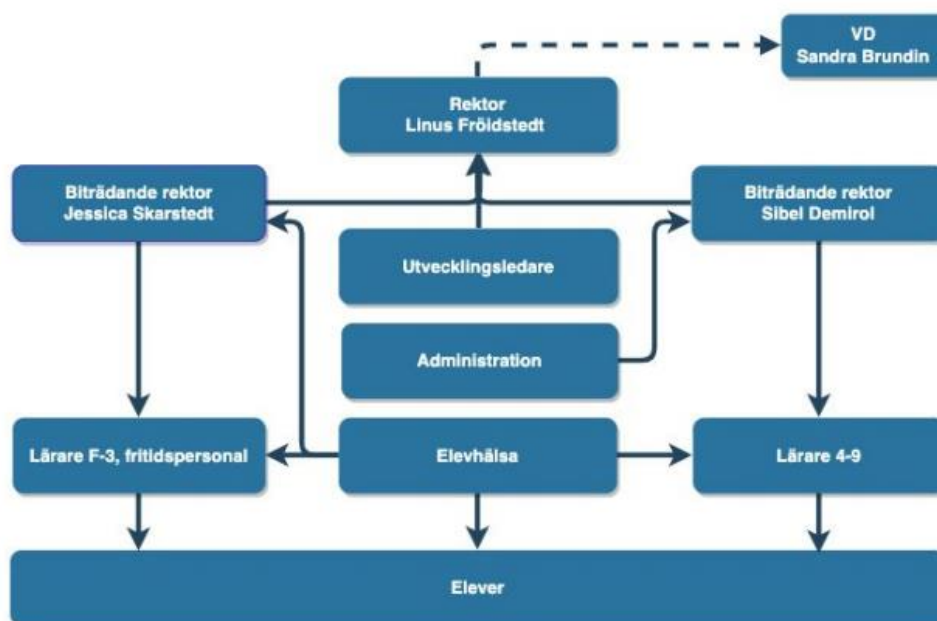 VD
Sandra Brundin
Rektor
Linus Fröidstedt
Biträdande rektor
Jessica Skarstedt
Biträdande rektor
Sibel Demirol
Utvecklingsledare
Administration
Lärare F-3, fritidspersonal
Elevhälsa
Lärare 4-9
Elever